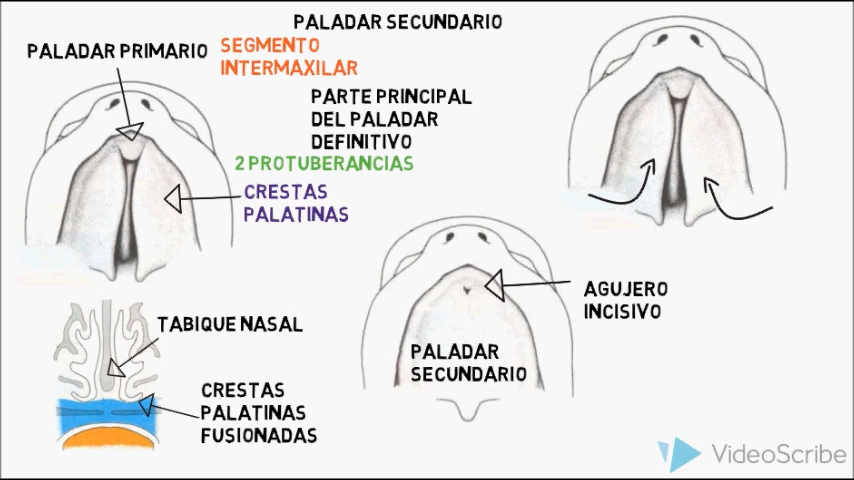 PALADAR SECUNDARIO
PALADAR PRIMARIO
SEGMENTO
INTERMAXILAR
PARTE PRINCIPAL
DEL PALADAR
DEFINITIVO
2 PROTUBERANCIAS
CRESTAS
PALATINAS
AGUJERO
INCISIVO
TABIQUE NASAL
PALADAR
SECUNDARIO
CRESTAS
PALATINAS
FUSIONADAS
VideoScribe